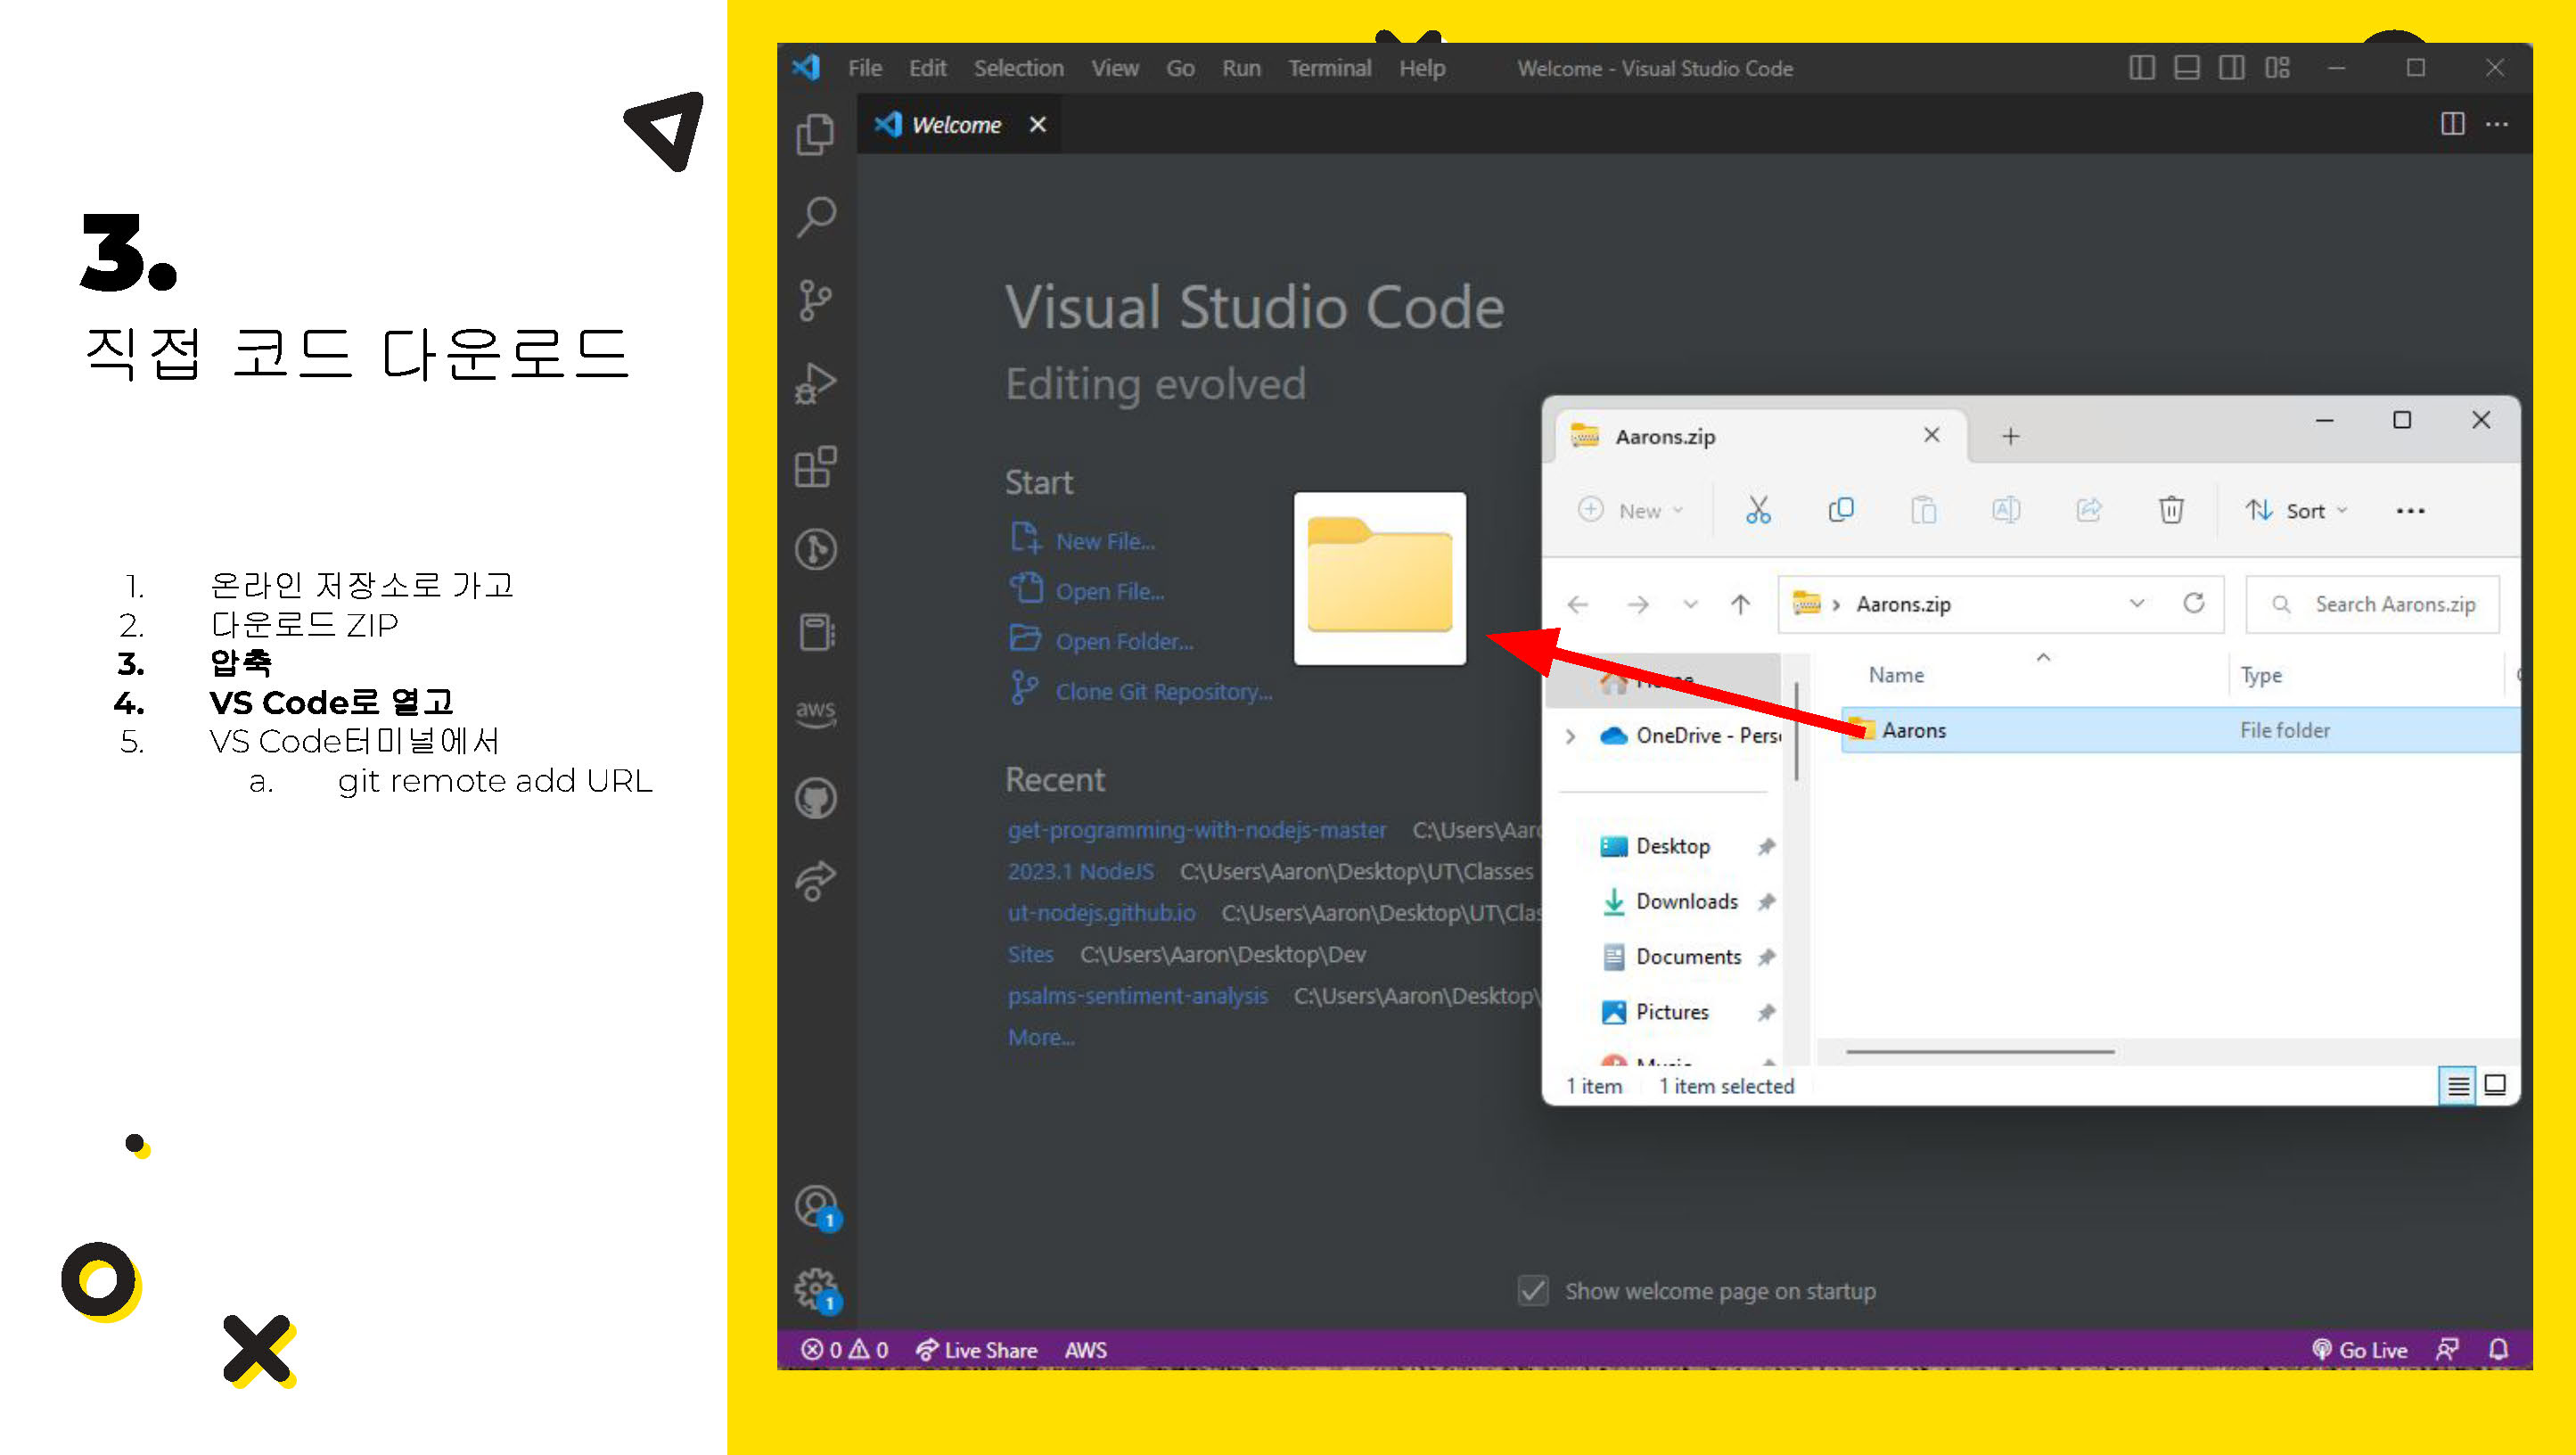 3.
직접 코드 다운로드
1. 온라인 저장소로 가고
2. 다운로드 ZIP
3. 압축
4. VS Code로 열고
5. VS Code터미널에서
a. git remote add URL
File Edit Selection View Go Run Terminal Help Welcome - Visual Studio Code
Welcome
Visual Studio Code
Editing evolved
Start
New File...
Open File...
Open Folder...
Clone Git Repository...
Recent
get-programming-with-nodejs-master C:\Users\Aar
2023.1 NodeJS C:\Users\Aaron\Desktop\UT\Classes
ut-nodejs.github.io C:\Users\Aaron\Desktop\UT\Clas
Sites C:\Users\Aaron\Desktop\Dev
psalms-sentiment-analysis C:\Users\Aaron\Desktop\
More...
aws
1
1
Show welcome page on startup
0 0 Live Share AWS Go Live
Aarons.zip
New Sort
Aarons.zip Search Aarons.zip
Name Type
Aarons File folder
OneDrive - Pers
Desktop
Downloads
Documents
Pictures
1 item 1 item selected